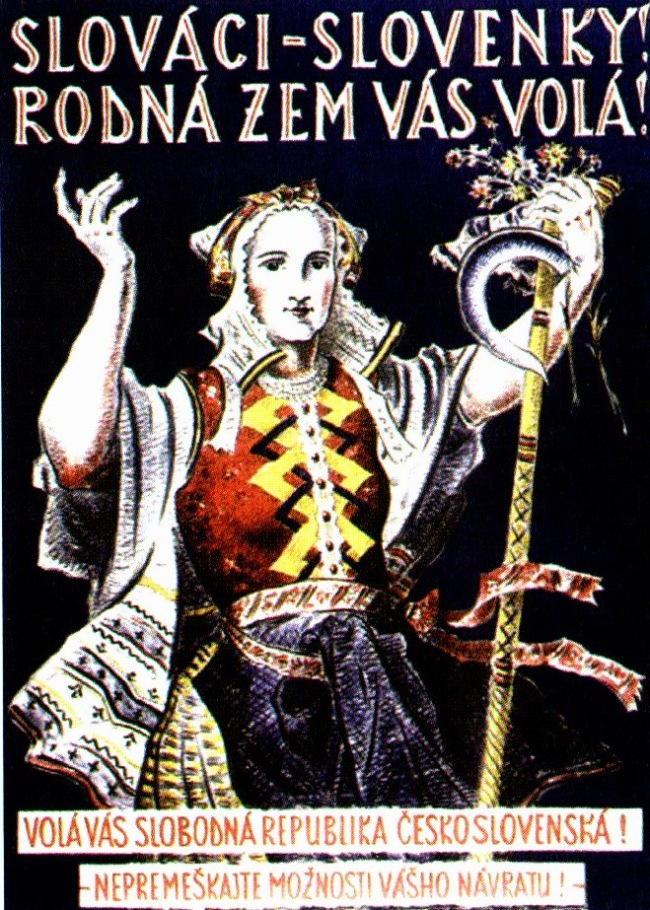 SLOVÁCI-SLOVENKY!
RODNÁ ZEM VÁS VOLÁ!
VOLÁ VÁS SLOBODNÁ REPUBLIKA ČESKOSLOVENSKÁ!
-NEPREMEŠKAJTE MOŽNOSTI VÁŠHO NÁVRATU!-